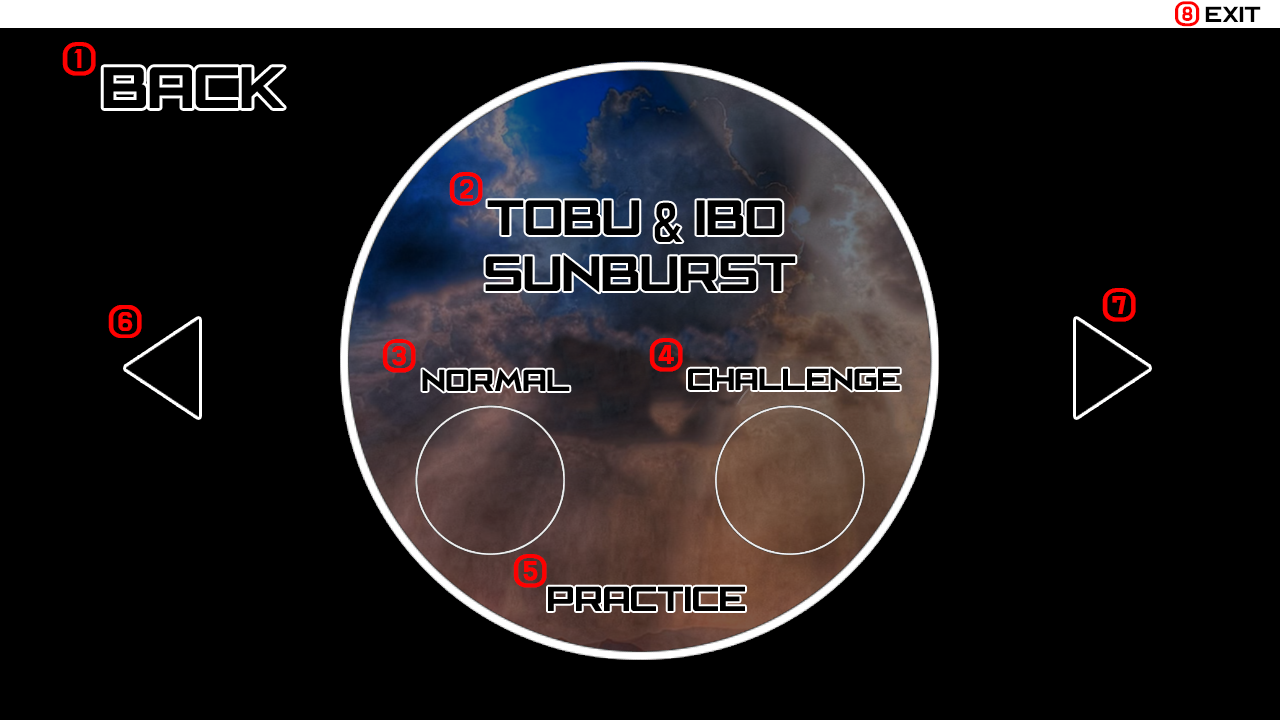 8 EXIT
1 BACK
2 TOBU & IBO
SUNBURST
3 NORMAL
4 CHALLENGE
5 PRACTICE
6
7